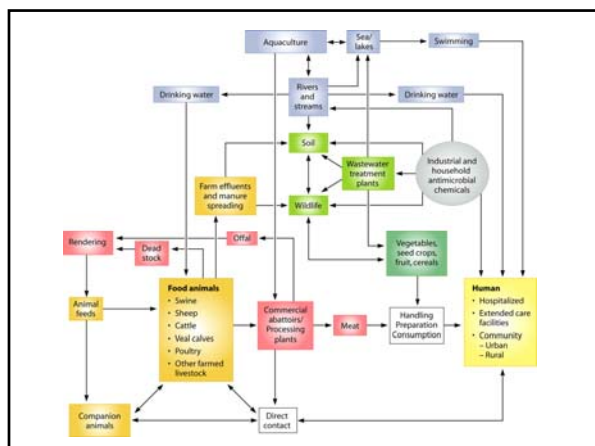 Aquaculture
Sea/
lakes
Swimming
Drinking water
Rivers
and
streams
Drinking water
Soil
Farm effluents
and manure
spreading
Wastewater
treatment
plants
Industrial and
household
antimicrobial
chemicals
Wildlife
Rendering
Offal
Dead
stock
Vegetables,
seed crops,
fruit, cereals
Animal
feeds
Food animals
• Swine
• Sheep
• Cattle
• Veal calves
• Poultry
• Other farmed
livestock
Commercial
abattoirs/
Processing
plants
Meat
Handling
Preparation
Consumption
Human
• Hospitalized
• Extended care
facilities
• Community
– Urban
– Rural
Companion
animals
Direct
contact